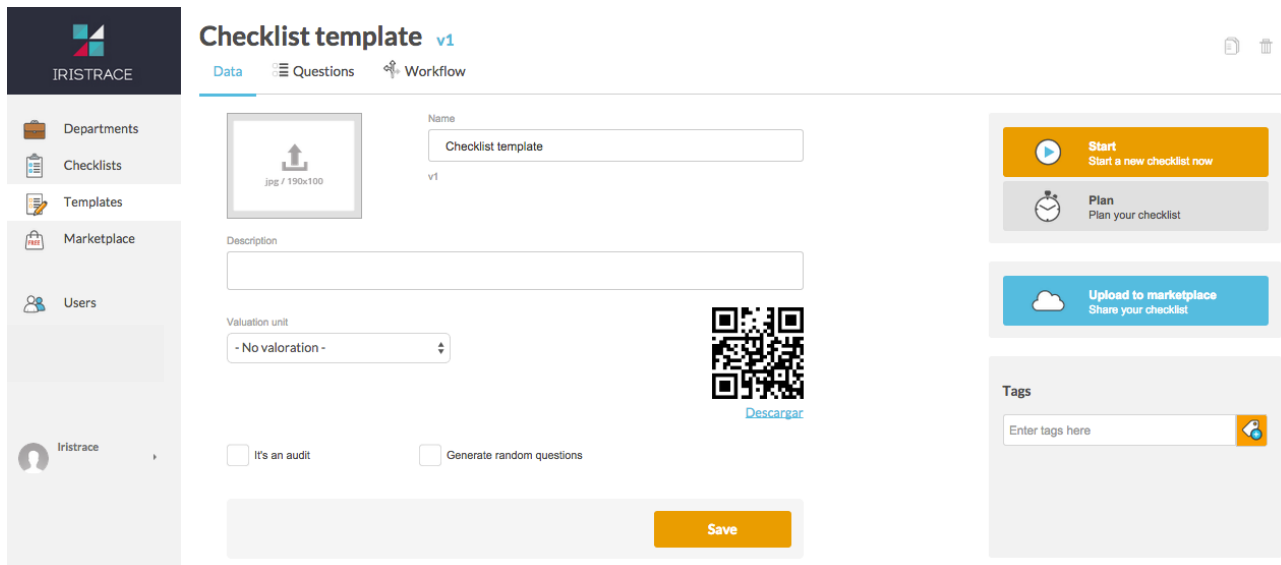 IRISTRACE
Departments
Checklists
Templates
FREE
Marketplace
Users
Iristrace
Checklist template v1
Data
Questions
Workflow
jpg / 190x100
Name
Checklist template
v1
Description
Valuation unit
- No valoration -
Descargar
It's an audit
Generate random questions
Save
Start
Start a new checklist now
Plan
Plan your checklist
Upload to marketplace
Share your checklist
Tags
Enter tags here